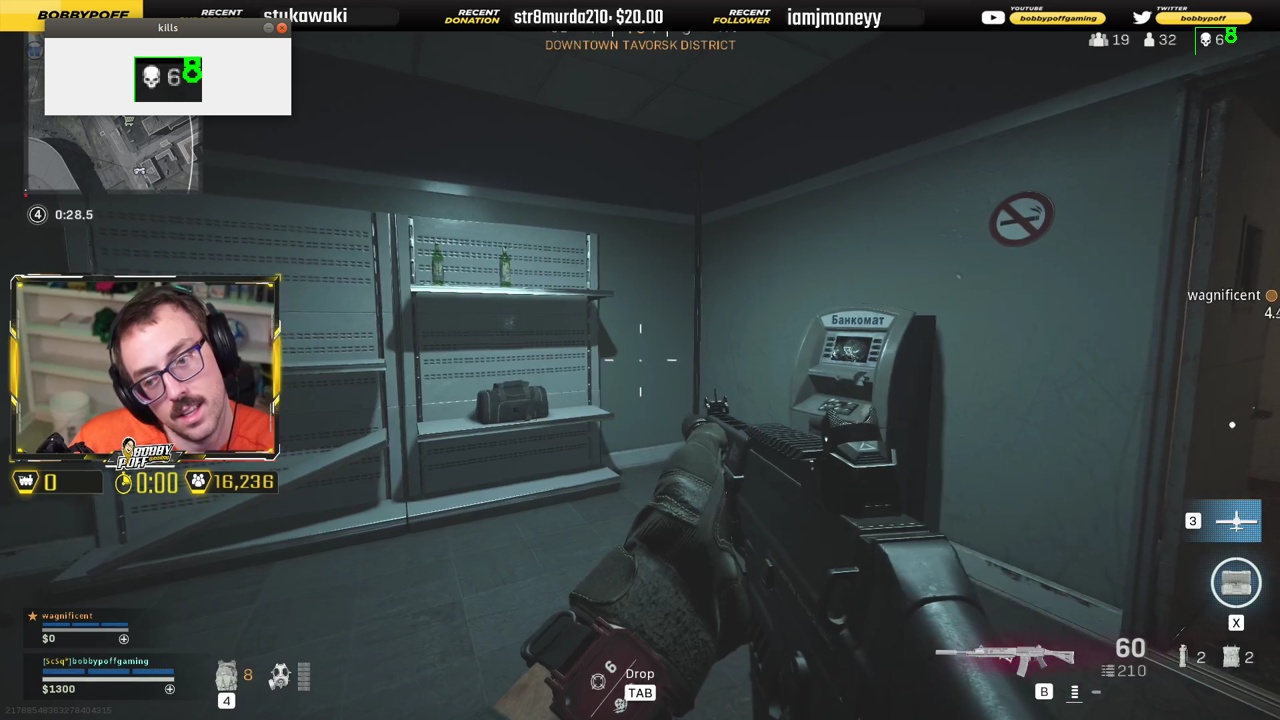 BOBBYPOFF
RECENT
stukawaki
RECENT
DONATION
str8murda210: $20.00
RECENT
FOLLOWER
iamjmoneyy
YOUTUBE
bobbypoffgaming
TWITTER
bobbypoff
kills
6 8
DOWNTOWN TAVORSK DISTRICT
19
32
6 8
4 0:28.5
Банкомат
wagnificent
BOBBY
POFF
0
0:00
16,236
3
X
wagnificent
$0
[ScSq*]bobbypoffgaming
$1300
8
4
6
Drop
TAB
60
210
2
2
B